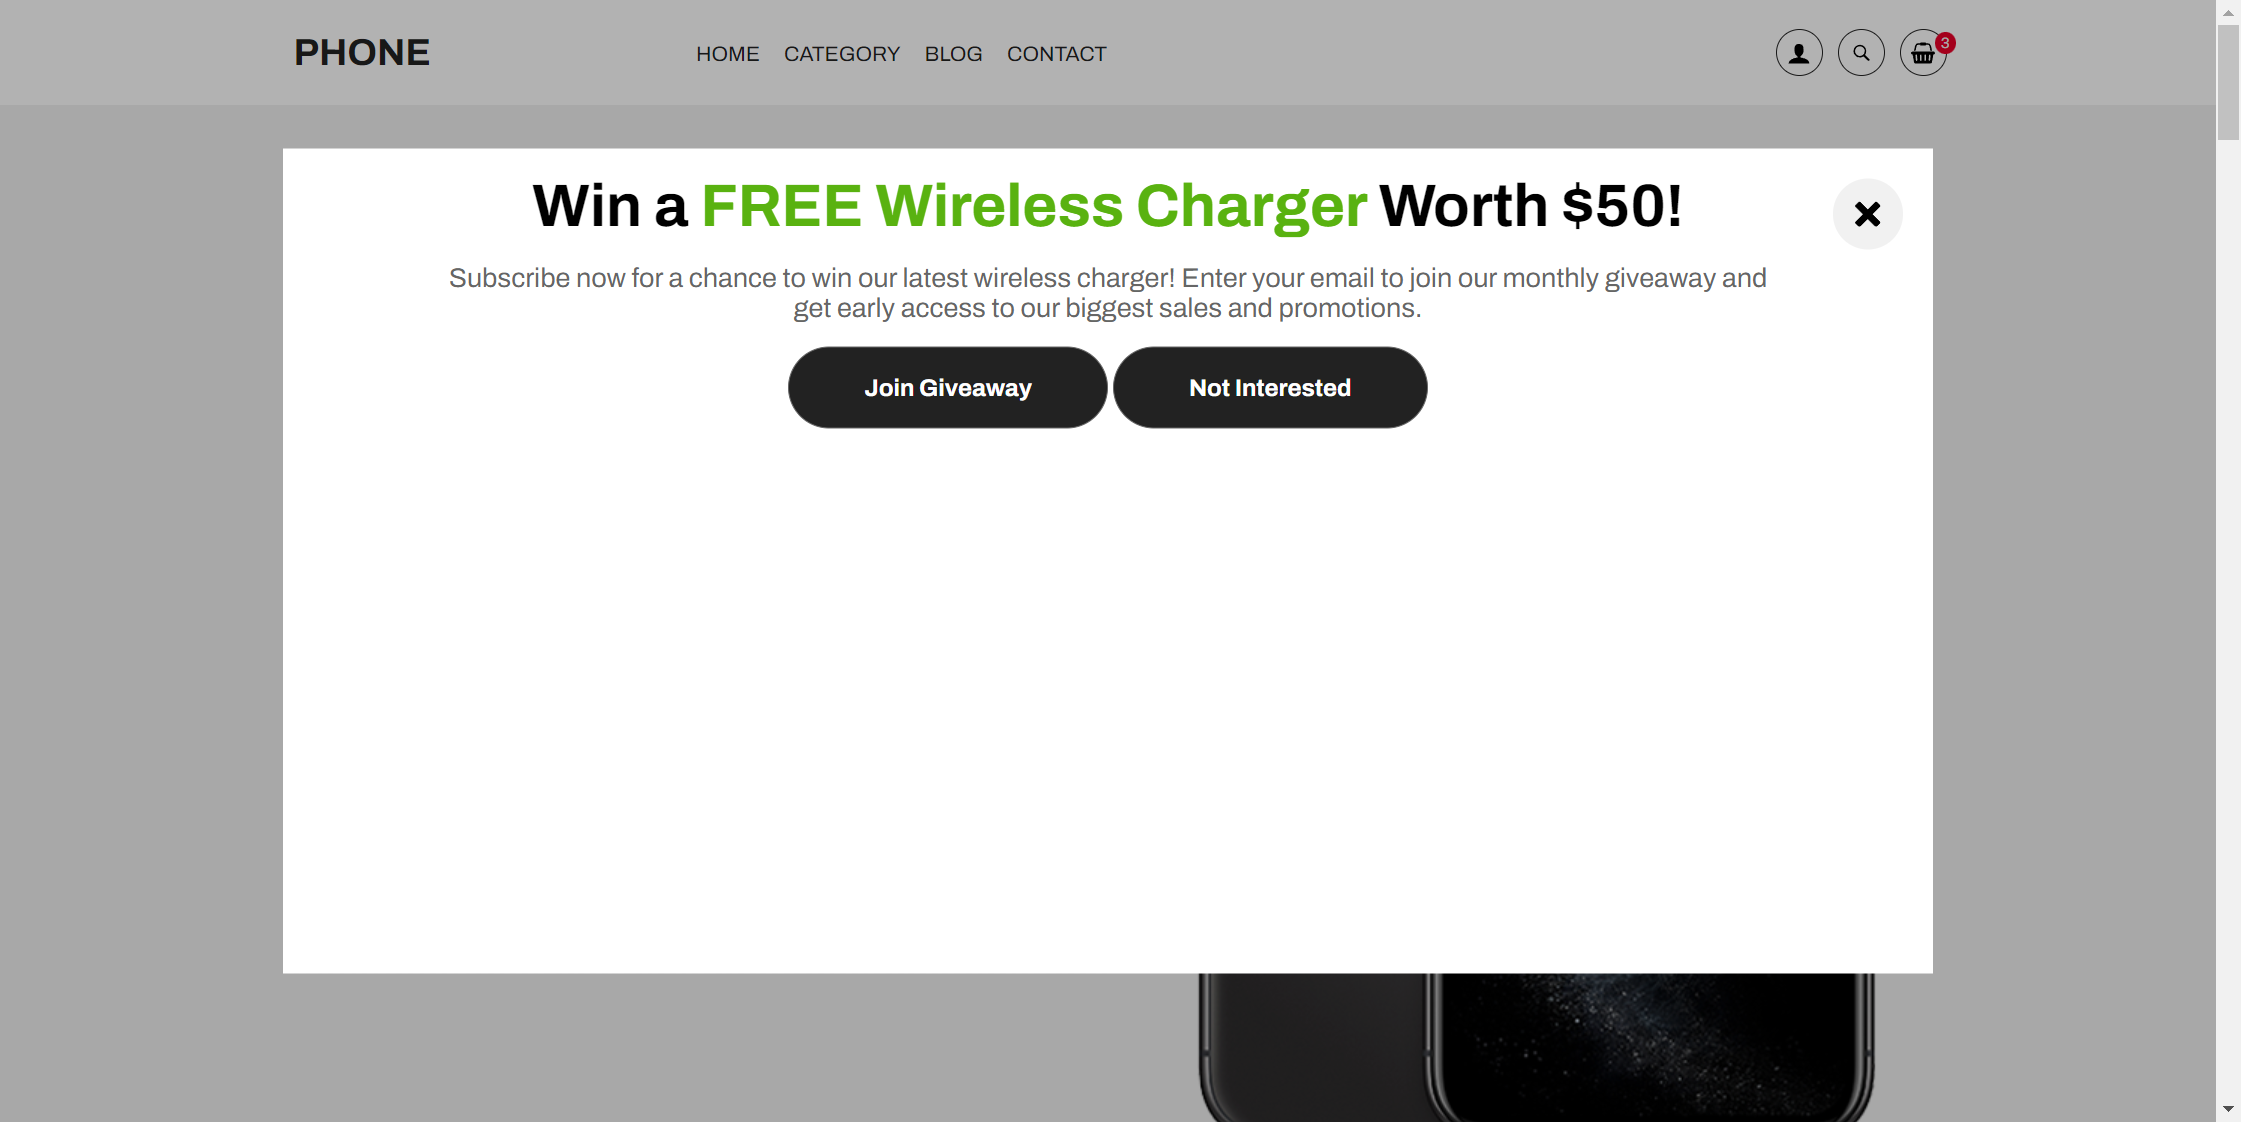 PHONE
HOME CATEGORY BLOG CONTACT
3
Win a FREE Wireless Charger Worth $50!
Subscribe now for a chance to win our latest wireless charger! Enter your email to join our monthly giveaway and
get early access to our biggest sales and promotions.
Join Giveaway Not Interested